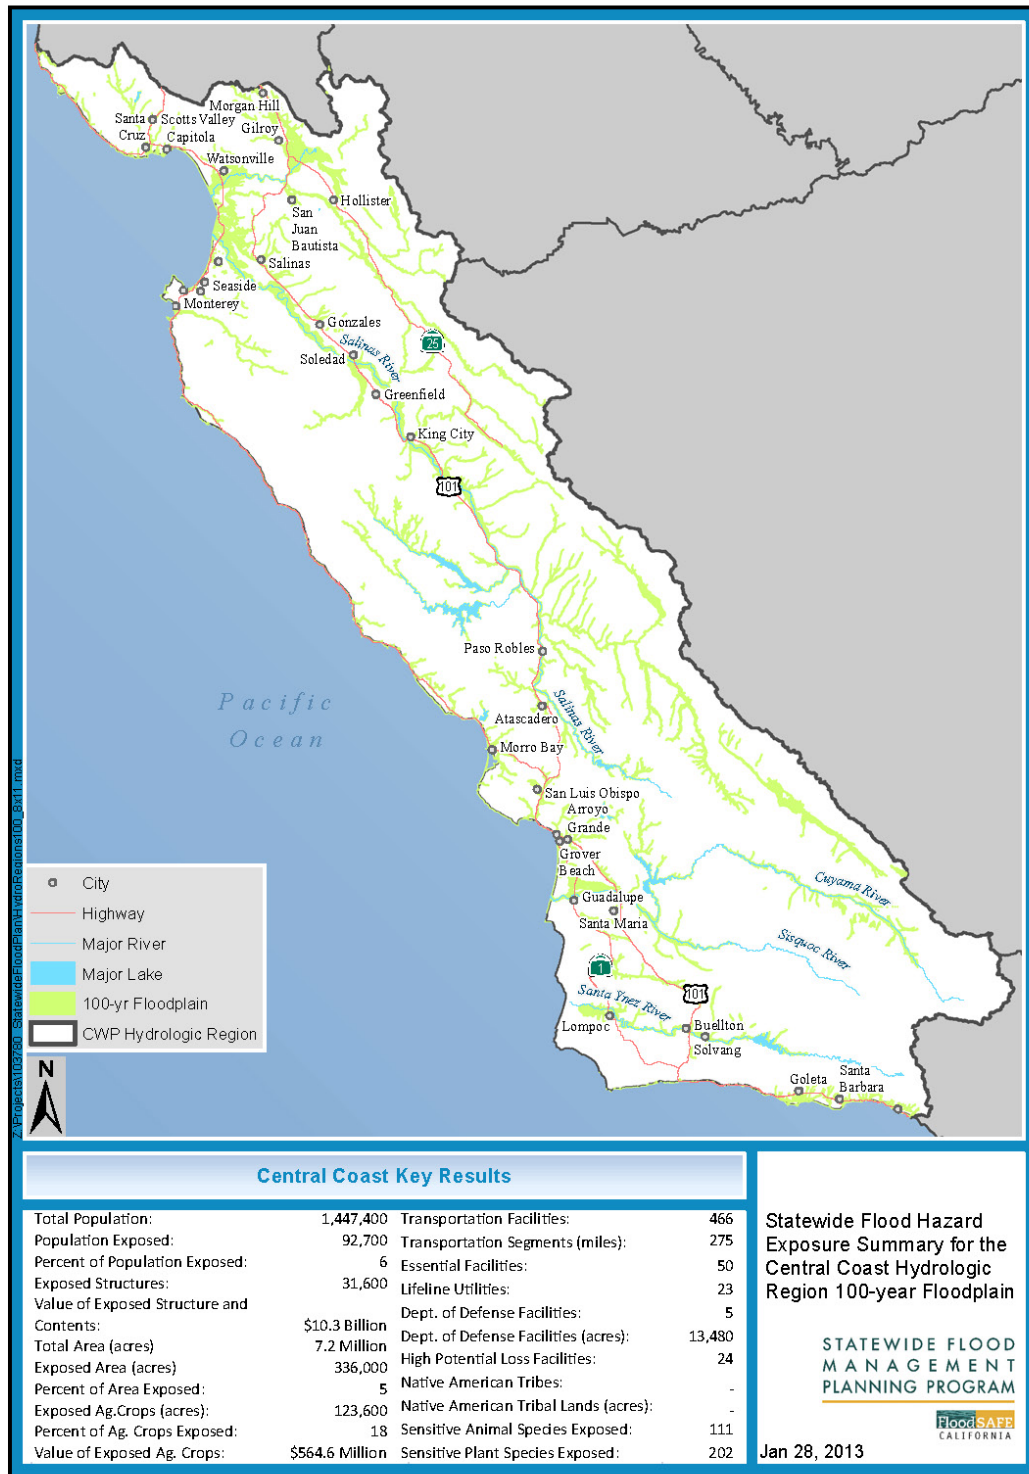 Morgan Hill
Santa
Scotts Valley
Gilroy
Cruz
Capitola
Watsonville
San
Juan
Bautista
Hollister
Salinas
Seaside
Monterey
Gonzales
25
Salinas River
Soledad
Greenfield
King City
101
Paso Robles
Pacific
Ocean
Salinas River
Atascadero
Morro Bay
San Luis Obispo
Arroyo
Grande
Grover
Beach
Cuyama River
Guadalupe
Santa Maria
Sisquoc River
1
Santa Ynez River
101
Lompoc
Buellton
Solvang
Goleta
Santa
Barbara
City
Highway
Major River
Major Lake
100-yr Floodplain
CWP Hydrologic Region
N
Z:\Projects\103780_StatewideFloodPlan\HydroRegions100_8x11.mxd
Central Coast Key Results
Total Population: 1,447,400
Population Exposed: 92,700
Percent of Population Exposed: 6
Exposed Structures: 31,600
Value of Exposed Structure and
Contents: $10.3 Billion
Total Area (acres) 7.2 Million
Exposed Area (acres) 336,000
Percent of Area Exposed: 5
Exposed Ag.Crops (acres): 123,600
Percent of Ag. Crops Exposed: 18
Value of Exposed Ag. Crops: $564.6 Million
Transportation Facilities: 466
Transportation Segments (miles): 275
Essential Facilities: 50
Lifeline Utilities: 23
Dept. of Defense Facilities: 5
Dept. of Defense Facilities (acres): 13,480
High Potential Loss Facilities: 24
Native American Tribes: -
Native American Tribal Lands (acres): -
Sensitive Animal Species Exposed: 111
Sensitive Plant Species Exposed: 202
Statewide Flood Hazard
Exposure Summary for the
Central Coast Hydrologic
Region 100-year Floodplain
STATEWIDE FLOOD
MANAGEMENT
PLANNING PROGRAM
FloodSAFE
CALIFORNIA
Jan 28, 2013